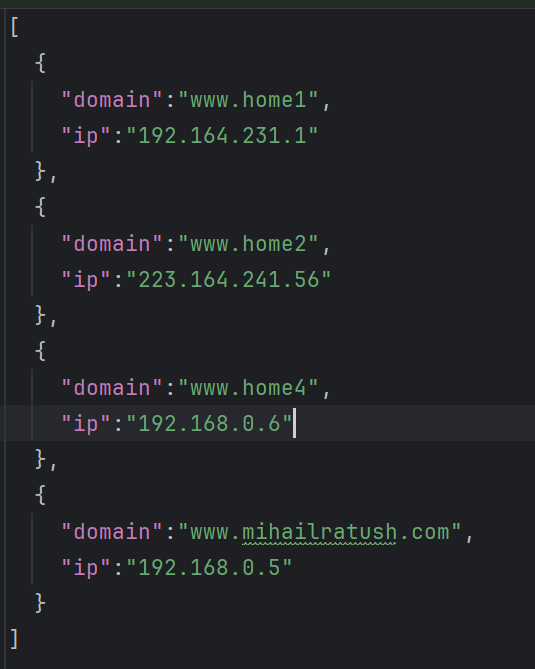 [
  {
    "domain":"www.home1",
    "ip":"192.164.231.1"
  },
  {
    "domain":"www.home2",
    "ip":"223.164.241.56"
  },
  {
    "domain":"www.home4",
    "ip":"192.168.0.6"
  },
  {
    "domain":"www.mihailratush.com",
    "ip":"192.168.0.5"
  }
]